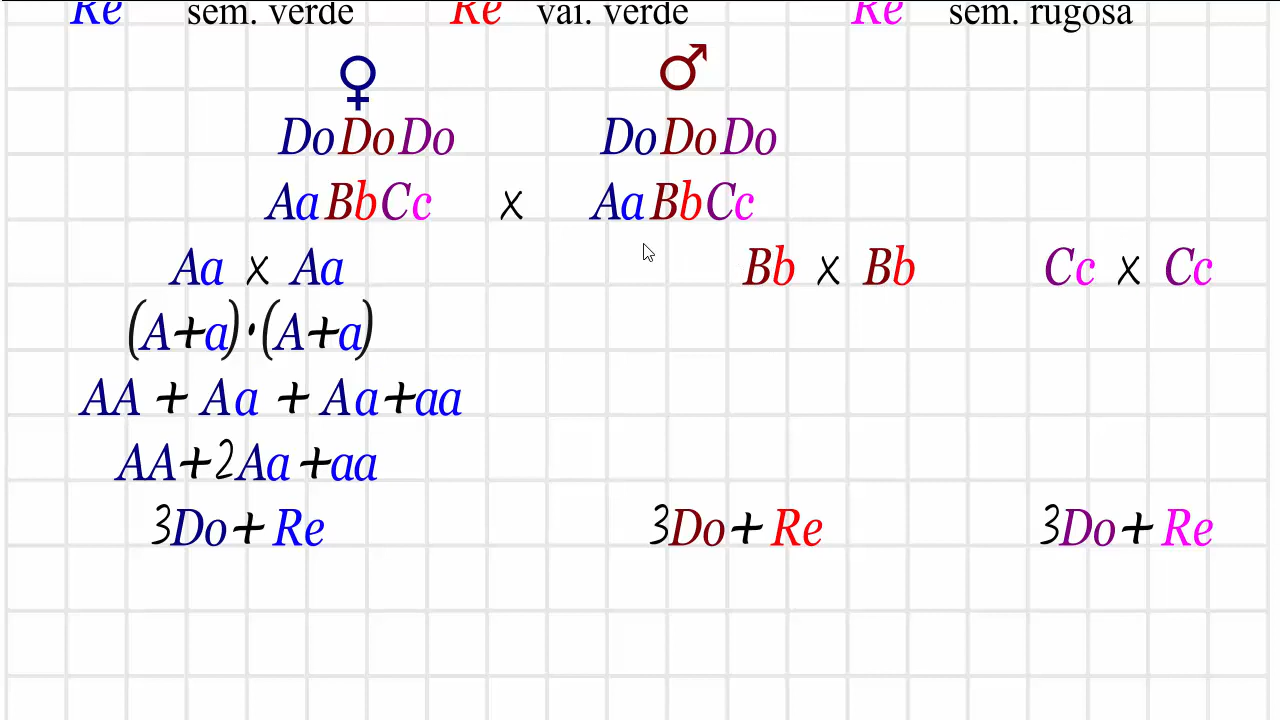 Re sem. verde Re vai. verde Re sem. rugosa
♀ ♂
DoDoDo DoDoDo
AaBbCc x AaBbCc
Aa x Aa Bb x Bb Cc x Cc
(A+a)·(A+a)
AA + Aa + Aa+aa
AA+2Aa+aa
3Do+Re 3Do+Re 3Do+Re